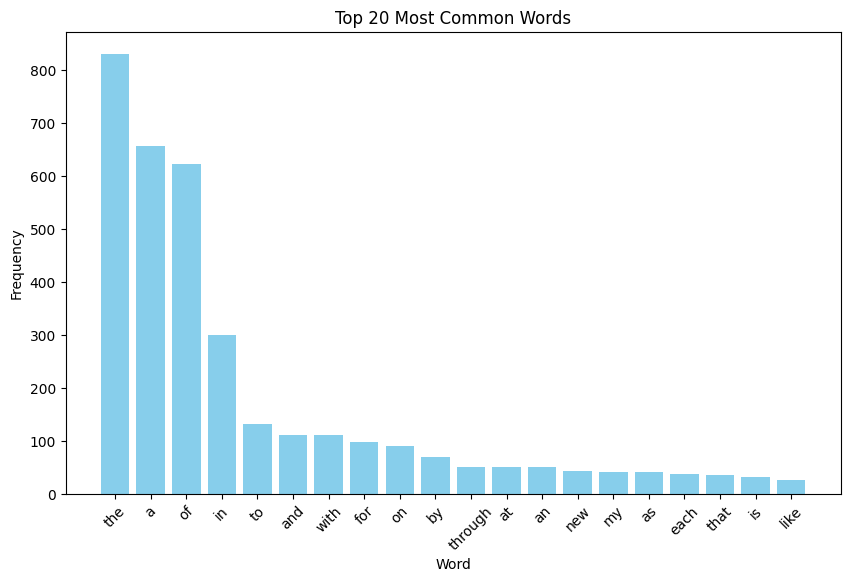 Top 20 Most Common Words
800
700
600
500
400
300
200
100
0
Frequency
the a of in to and with for on by through at an new my as each that is like
Word